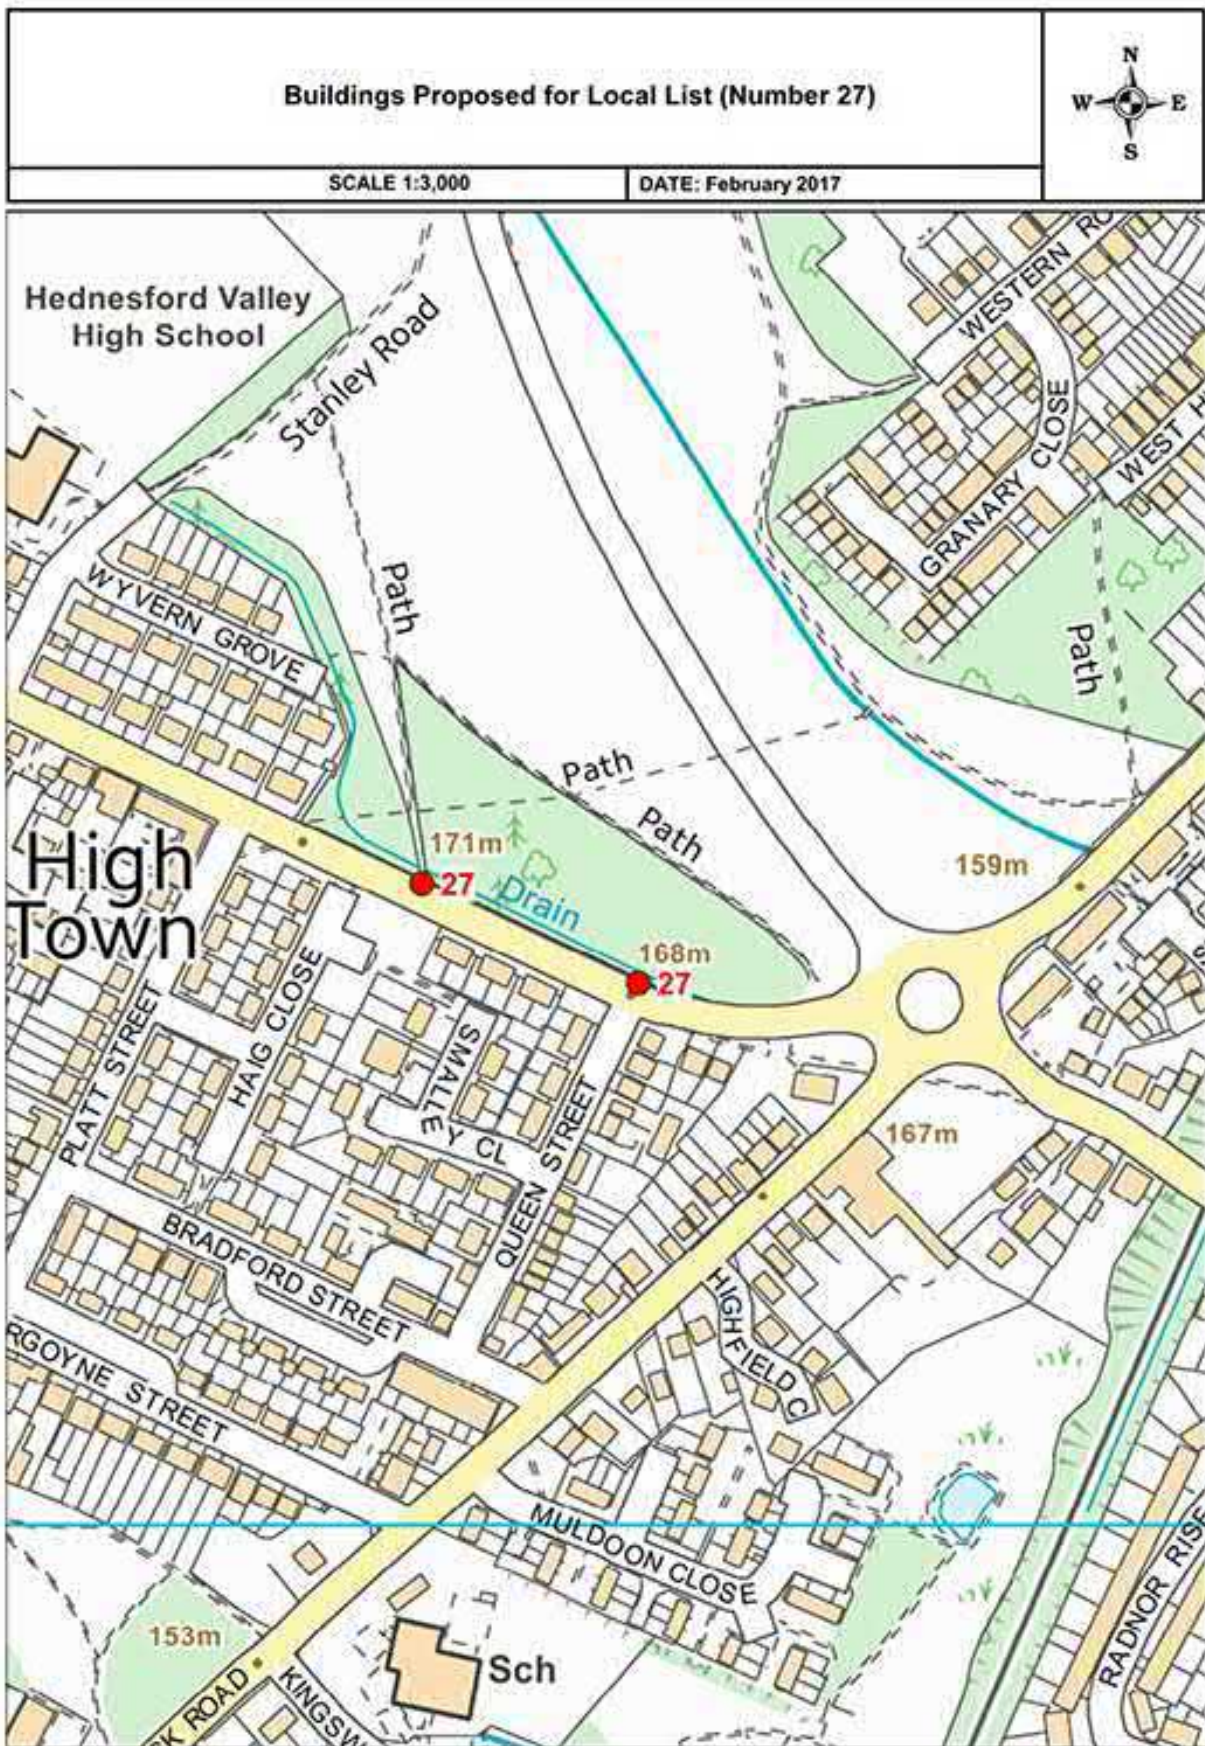 Buildings Proposed for Local List (Number 27)
N
W E
S
SCALE 1:3,000
DATE: February 2017
Hednesford Valley
High School
Stanley Road
WESTERN RO
GRANARY CLOSE
WEST H
Path
WYVERN GROVE
Path
Path
Path
High
Town
171m
27
Drain
168m
27
159m
PLATT STREET
HAIG CLOSE
SMALLEY CL
QUEEN STREET
167m
BRADFORD STREET
RGOYNE STREET
HIGHFIELD C
MULDOON CLOSE
RADNOR RISE
153m
Sch
K ROAD
KINGSW